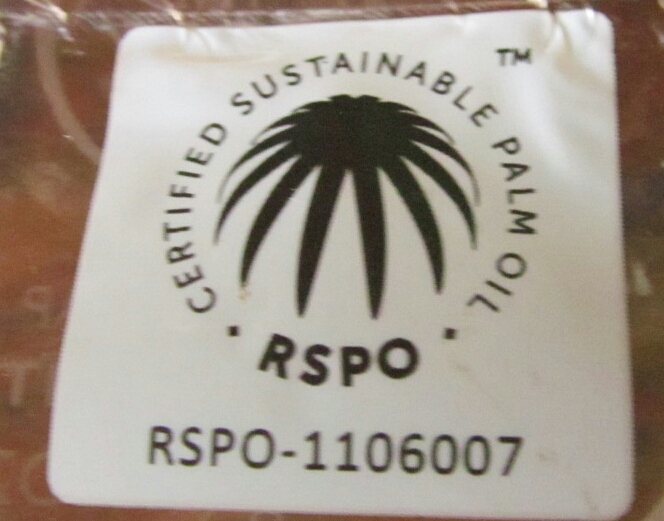 CERTIFIED SUSTAINABLE PALM OIL
TM
· RSPO ·
RSPO-1106007